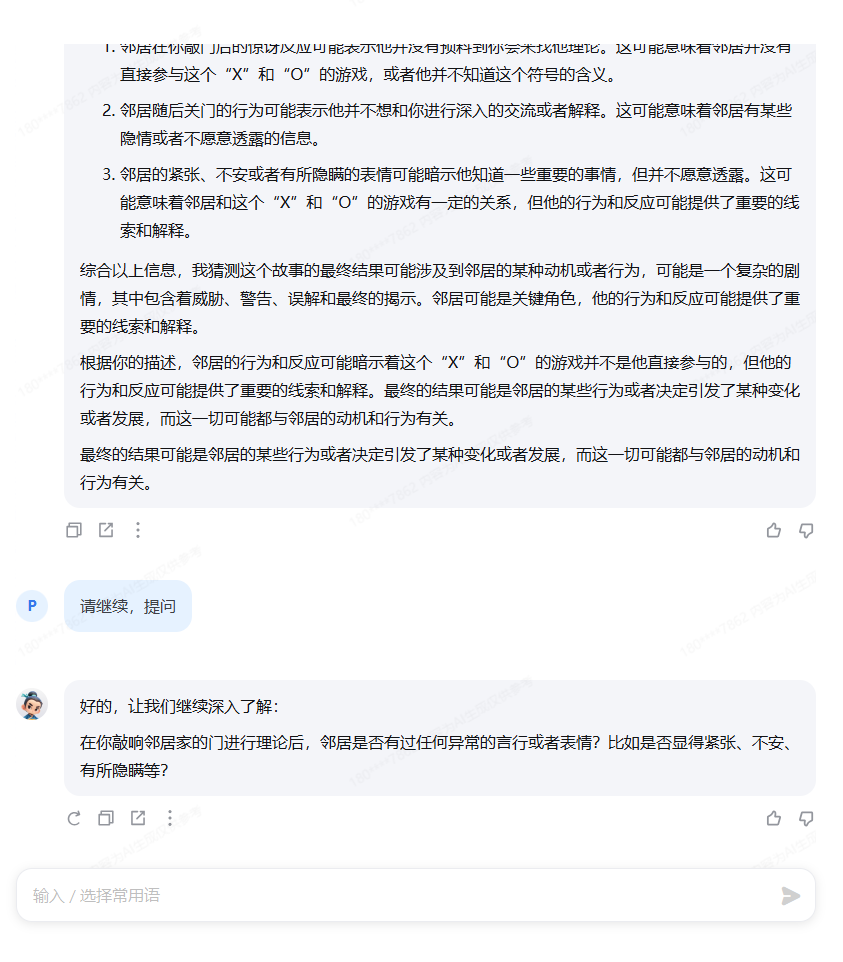 1. 邻居在你敲门后的惊讶反应可能表示他并没有预料到你会来找他理论。这可能意味着邻居并没有
直接参与这个“X”和“O”的游戏，或者他并不知道这个符号的含义。
2. 邻居随后关门的行为可能表示他并不想和你进行深入的交流或者解释。这可能意味着邻居有某些
隐情或者不愿意透露的信息。
3. 邻居的紧张、不安或者有所隐瞒的表情可能暗示他知道一些重要的事情，但并不愿意透露。这可
能意味着邻居和这个“X”和“O”的游戏有一定的关系，但他的行为和反应可能提供了重要的线
索和解释。
综合以上信息，我猜测这个故事的最终结果可能涉及到邻居的某种动机或者行为，可能是一个复杂的剧
情，其中包含着威胁、警告、误解和最终的揭示。邻居可能是关键角色，他的行为和反应可能提供了重
要的线索和解释。
根据你的描述，邻居的行为和反应可能暗示着这个“X”和“O”的游戏并不是他直接参与的，但他的
行为和反应可能提供了重要的线索和解释。最终的结果可能是邻居的某些行为或者决定引发了某种变化
或者发展，而这一切可能都与邻居的动机和行为有关。
最终的结果可能是邻居的某些行为或者决定引发了某种变化或者发展，而这一切可能都与邻居的动机和
行为有关。
P
请继续，提问
好的，让我们继续深入了解：
在你敲响邻居家的门进行理论后，邻居是否有过任何异常的言行或者表情？比如是否显得紧张、不安、
有所隐瞒等？
输入 / 选择常用语